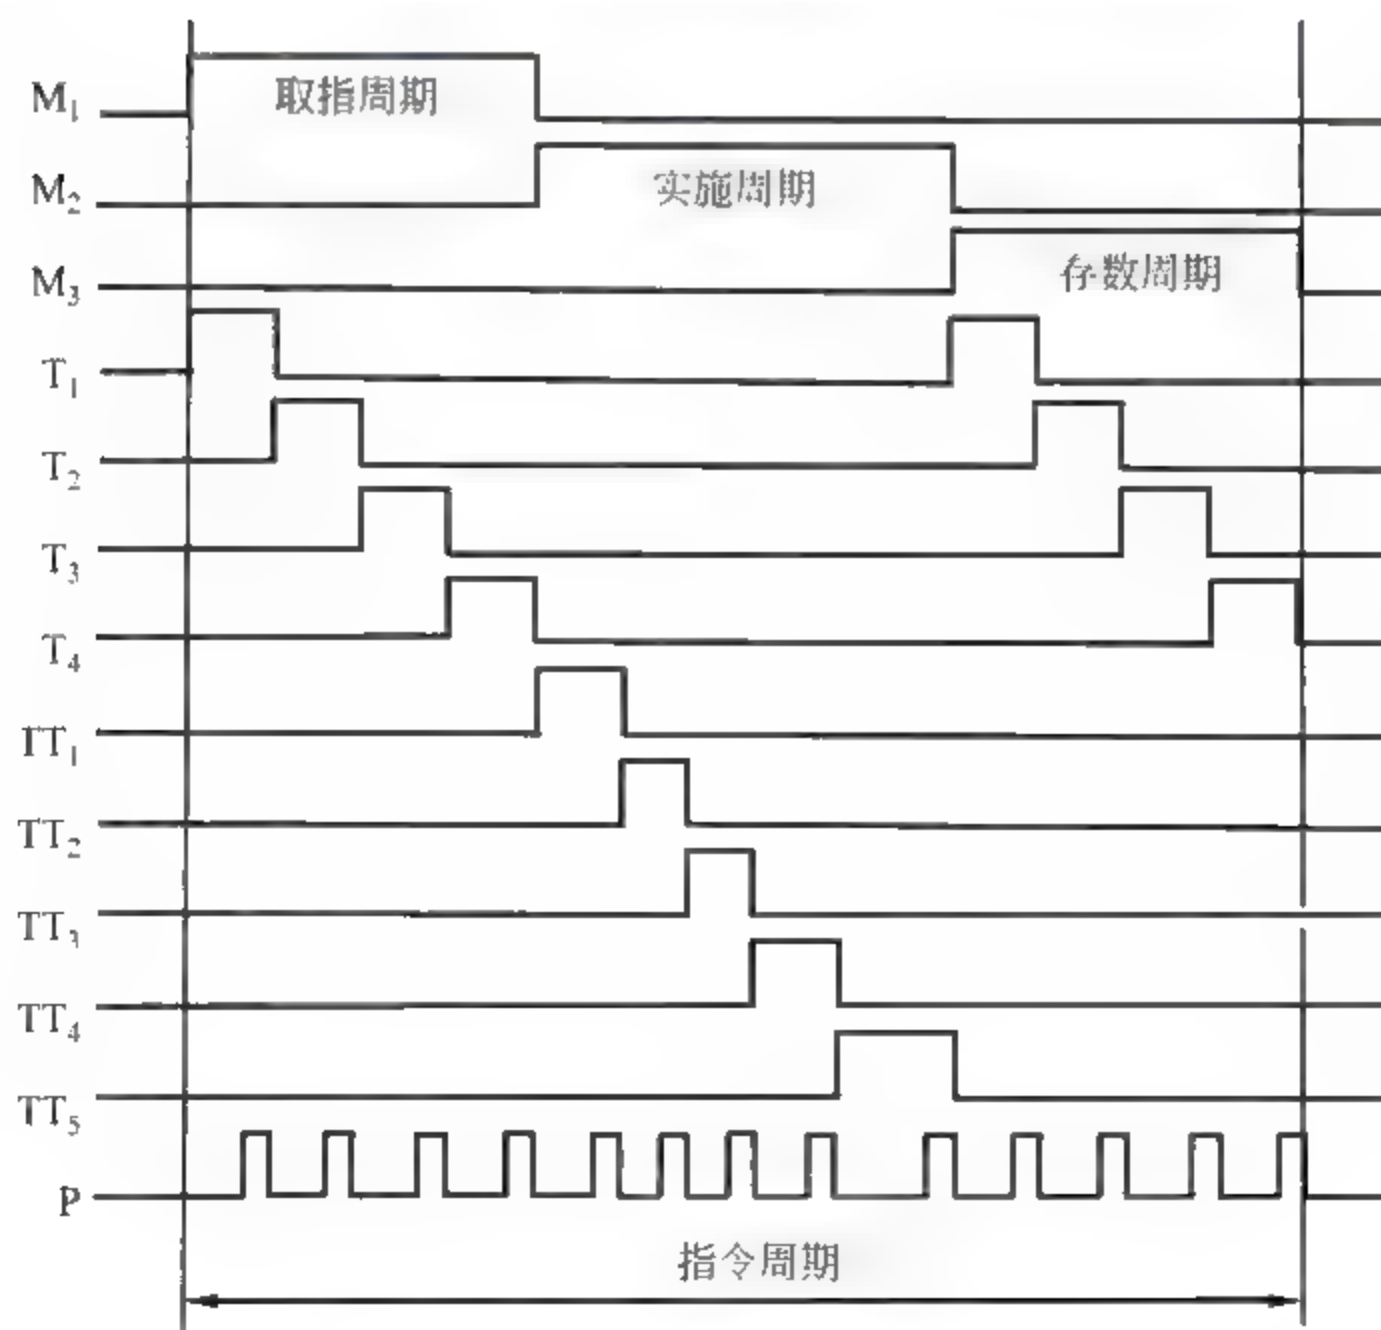 M₁ 取指周期
M₂ 实施周期
M₃ 存数周期
T₁
T₂
T₃
T₄
TT₁
TT₂
TT₃
TT₄
TT₅
P
指令周期